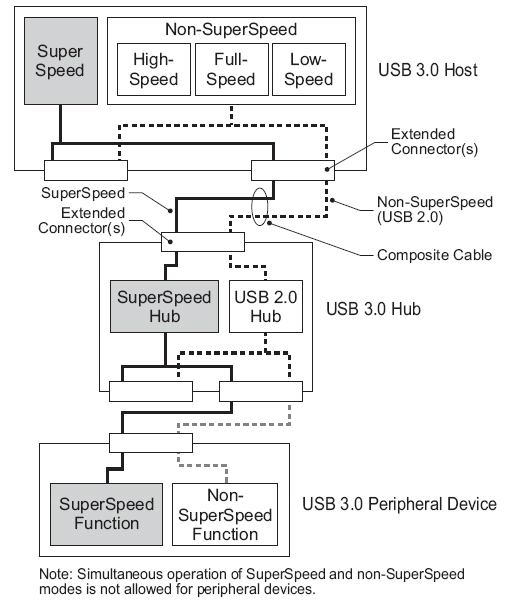 Super
Speed
Non-SuperSpeed
High-
Speed
Full-
Speed
Low-
Speed
USB 3.0 Host
Extended
Connector(s)
SuperSpeed
Extended
Connector(s)
Non-SuperSpeed
(USB 2.0)
Composite Cable
SuperSpeed
Hub
USB 2.0
Hub
USB 3.0 Hub
SuperSpeed
Function
Non-
SuperSpeed
Function
USB 3.0 Peripheral Device
Note: Simultaneous operation of SuperSpeed and non-SuperSpeed
modes is not allowed for peripheral devices.